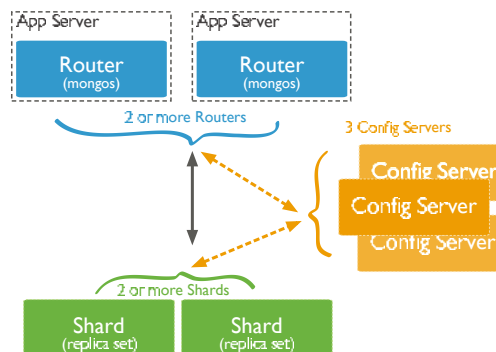 App Server
App Server
Router
(mongos)
Router
(mongos)
2 or more Routers
3 Config Servers
Config Server
Config Server
Config Server
2 or more Shards
Shard
(replica set)
Shard
(replica set)